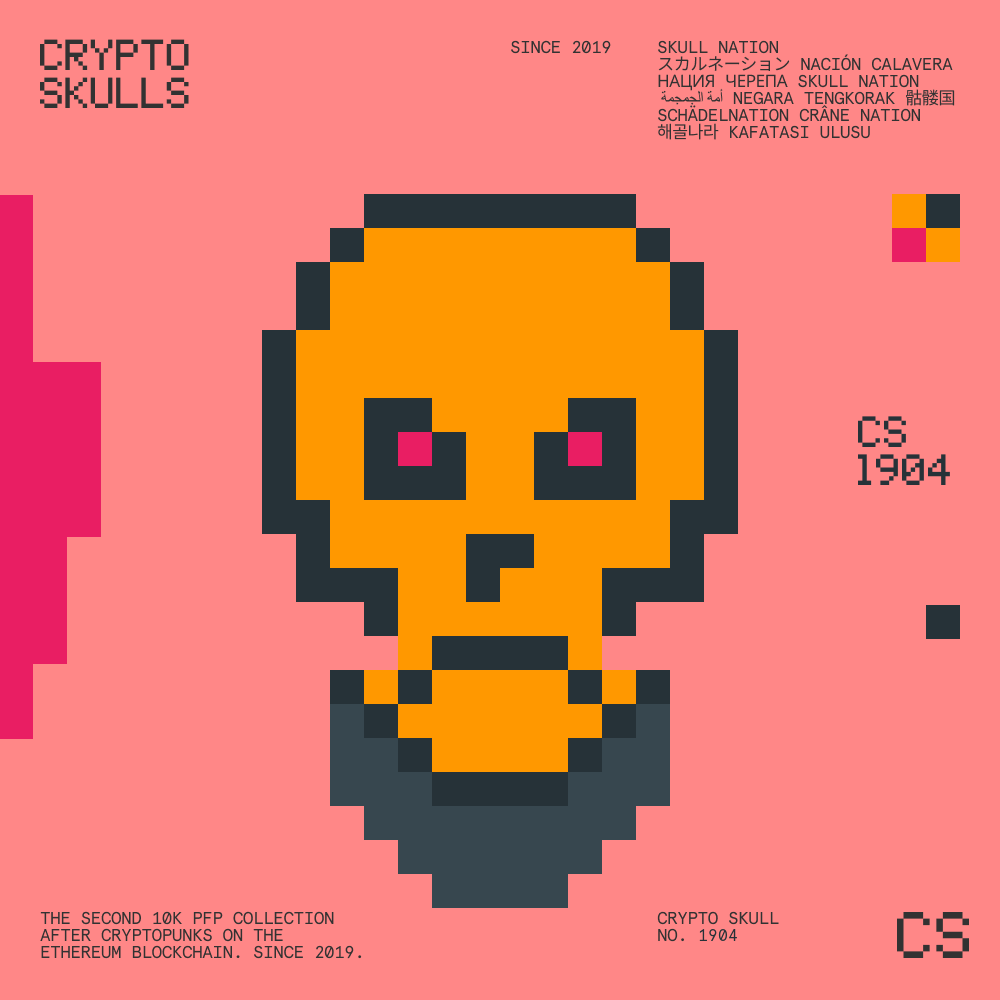 CRYPTO
SKULLS
SINCE 2019
SKULL NATION
スカルネーション NACIÓN CALAVERA
НАЦИЯ ЧЕРЕПА SKULL NATION
أمة الجمجمة NEGARA TENGKORAK 骷髅国
SCHÄDELNATION CRÂNE NATION
해골나라 KAFATASI ULUSU
CS
1904
THE SECOND 10K PFP COLLECTION
AFTER CRYPTOPUNKS ON THE
ETHEREUM BLOCKCHAIN. SINCE 2019.
CRYPTO SKULL
NO. 1904
CS